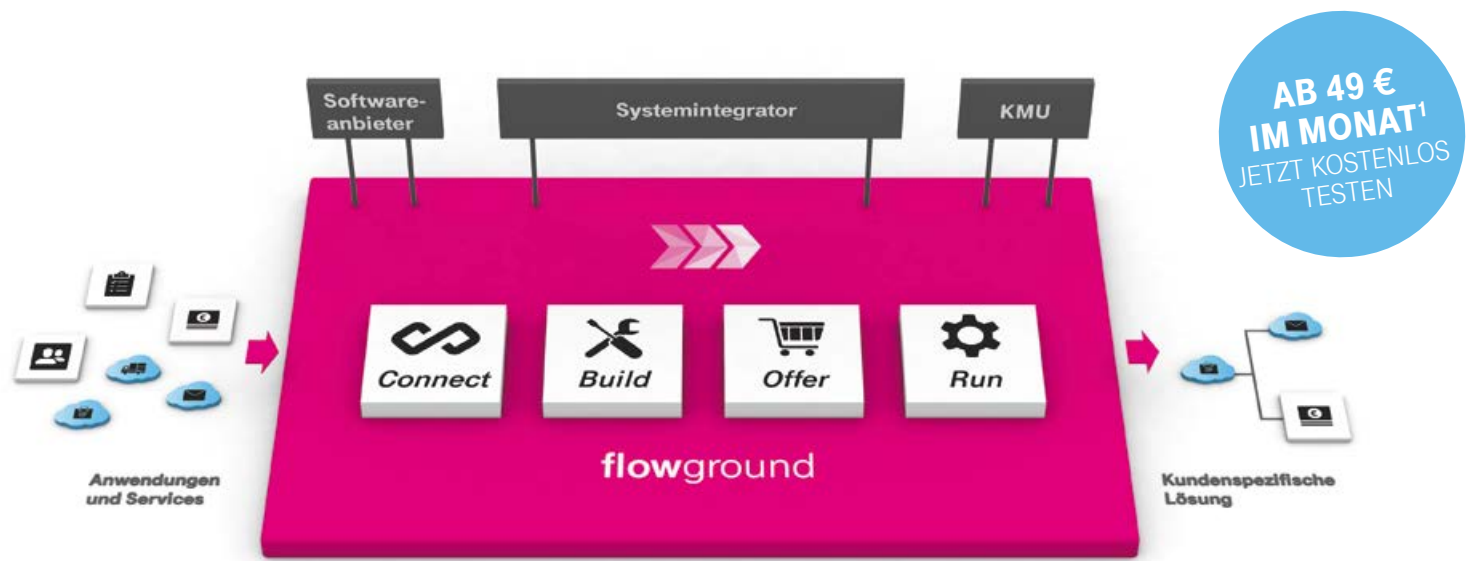 Software-
anbieter
Systemintegrator
KMU
AB 49 €
IM MONAT¹
JETZT KOSTENLOS
TESTEN
Connect
Build
Offer
Run
flowground
Anwendungen
und Services
Kundenspezifische
Lösung